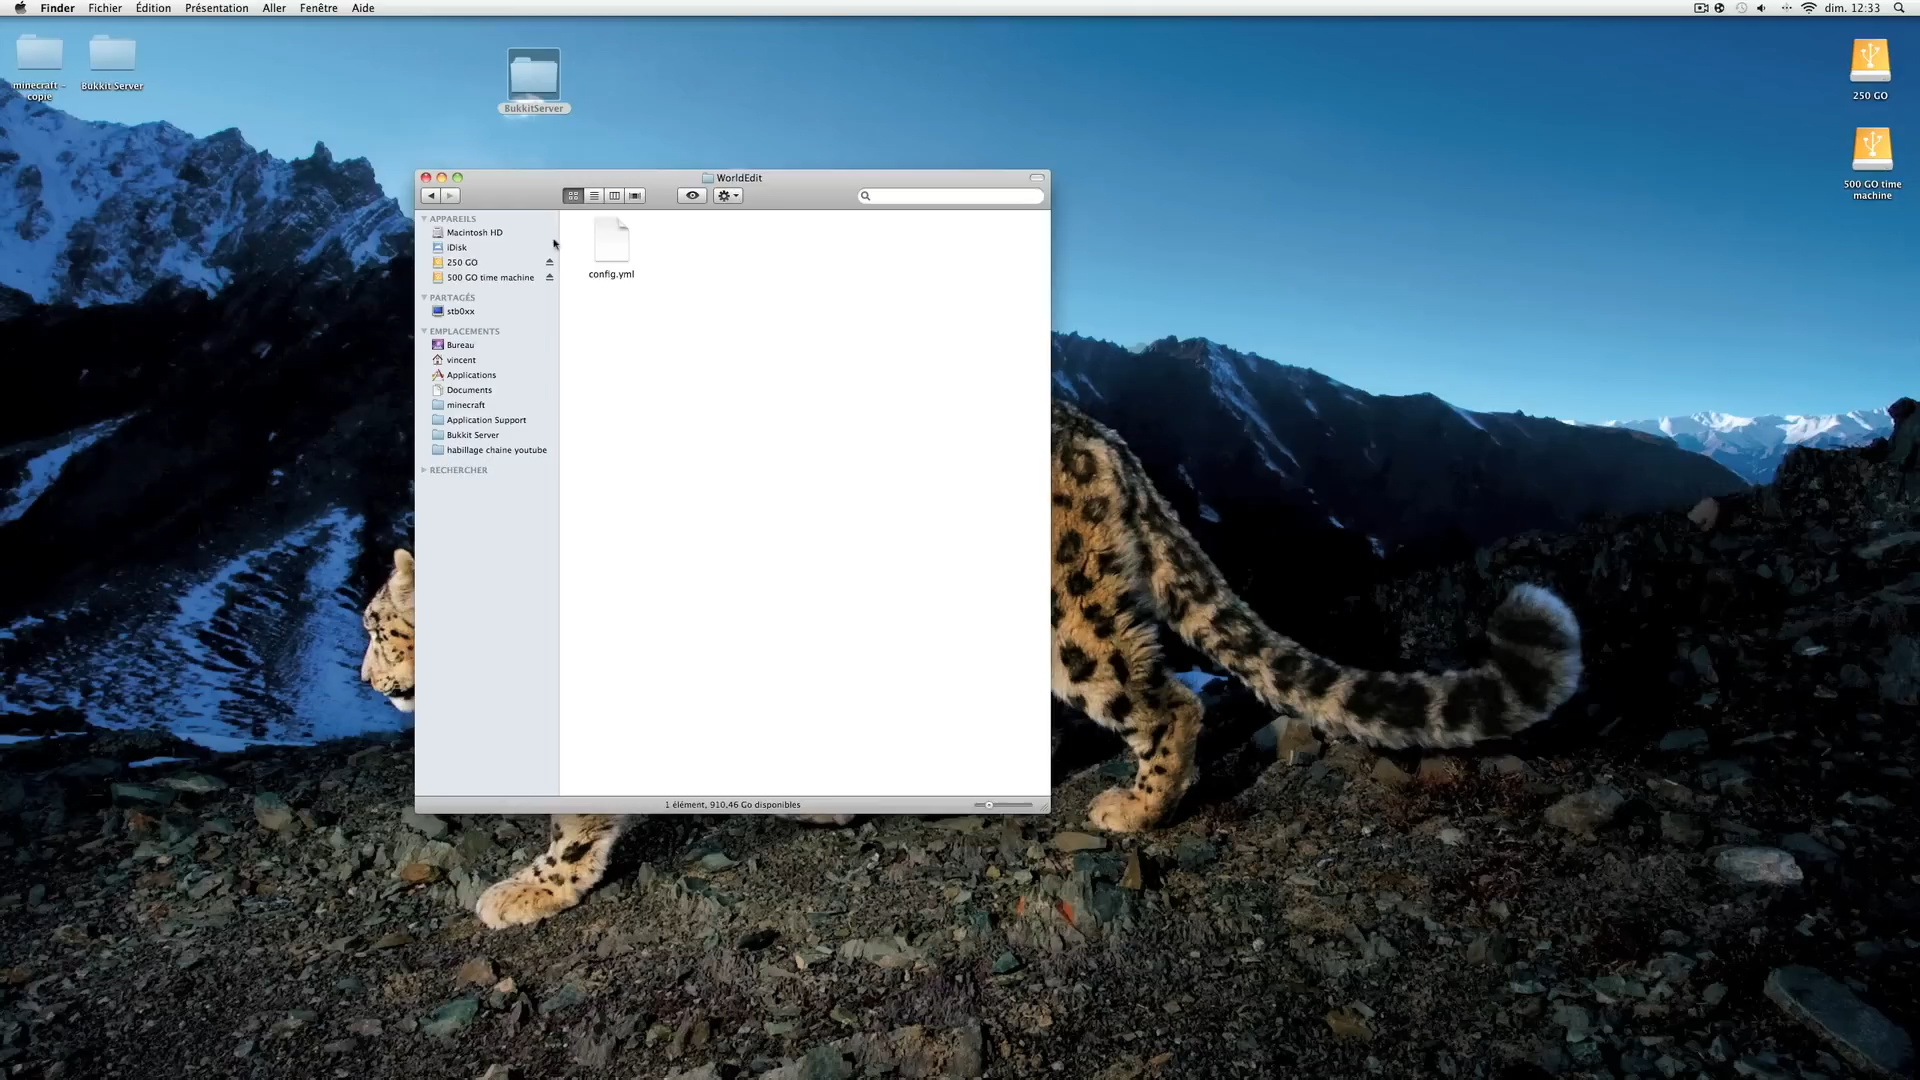 Finder Fichier Édition Présentation Aller Fenêtre Aide
dim. 12:33
minecraft -
copie
Bukkit Server
BukkitServer
250 GO
500 GO time
machine
WorldEdit
APPAREILS
Macintosh HD
iDisk
250 GO
500 GO time machine
PARTAGÉS
stb0xx
EMPLACEMENTS
Bureau
vincent
Applications
Documents
minecraft
Application Support
Bukkit Server
habillage chaine youtube
RECHERCHER
config.yml
1 élément, 910,46 Go disponibles